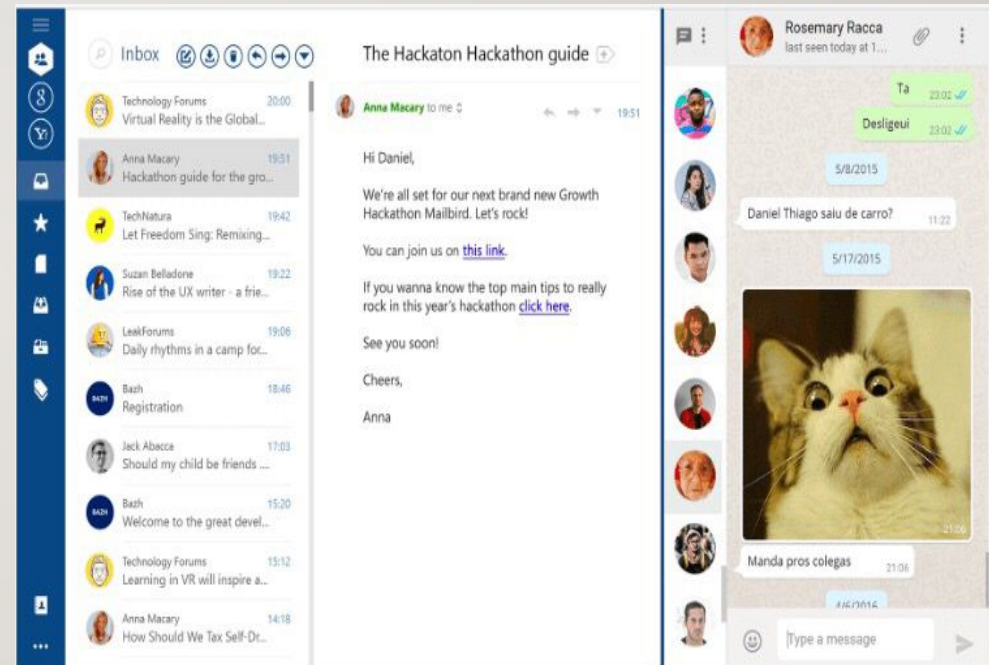 Inbox
Technology Forums 20:00
Virtual Reality is the Global...
Anna Macary 19:51
Hackathon guide for the gro...
TechNatura 19:42
Let Freedom Sing: Remixing...
Suzan Belladone 19:22
Rise of the UX writer - a frie...
LeakForums 19:06
Daily rhythms in a camp for...
BAZH
Bazh 18:46
Registration
Jack Abacca 17:03
Should my child be friends ....
BAZH
Bazh 15:20
Welcome to the great devel...
Technology Forums 15:12
Learning in VR will inspire a...
Anna Macary 14:18
How Should We Tax Self-Dr...
The Hackaton Hackathon guide
Anna Macary to me 19:51
Hi Daniel,
We're all set for our next brand new Growth
Hackathon Mailbird. Let's rock!
You can join us on this link.
If you wanna know the top main tips to really
rock in this year's hackathon click here.
See you soon!
Cheers,
Anna
Rosemary Racca
last seen today at 1...
Ta 23:02
Desligeui 23:02
5/8/2015
Daniel Thiago saiu de carro? 11:22
5/17/2015
21:06
Manda pros colegas 21:06
4/6/2016
Type a message